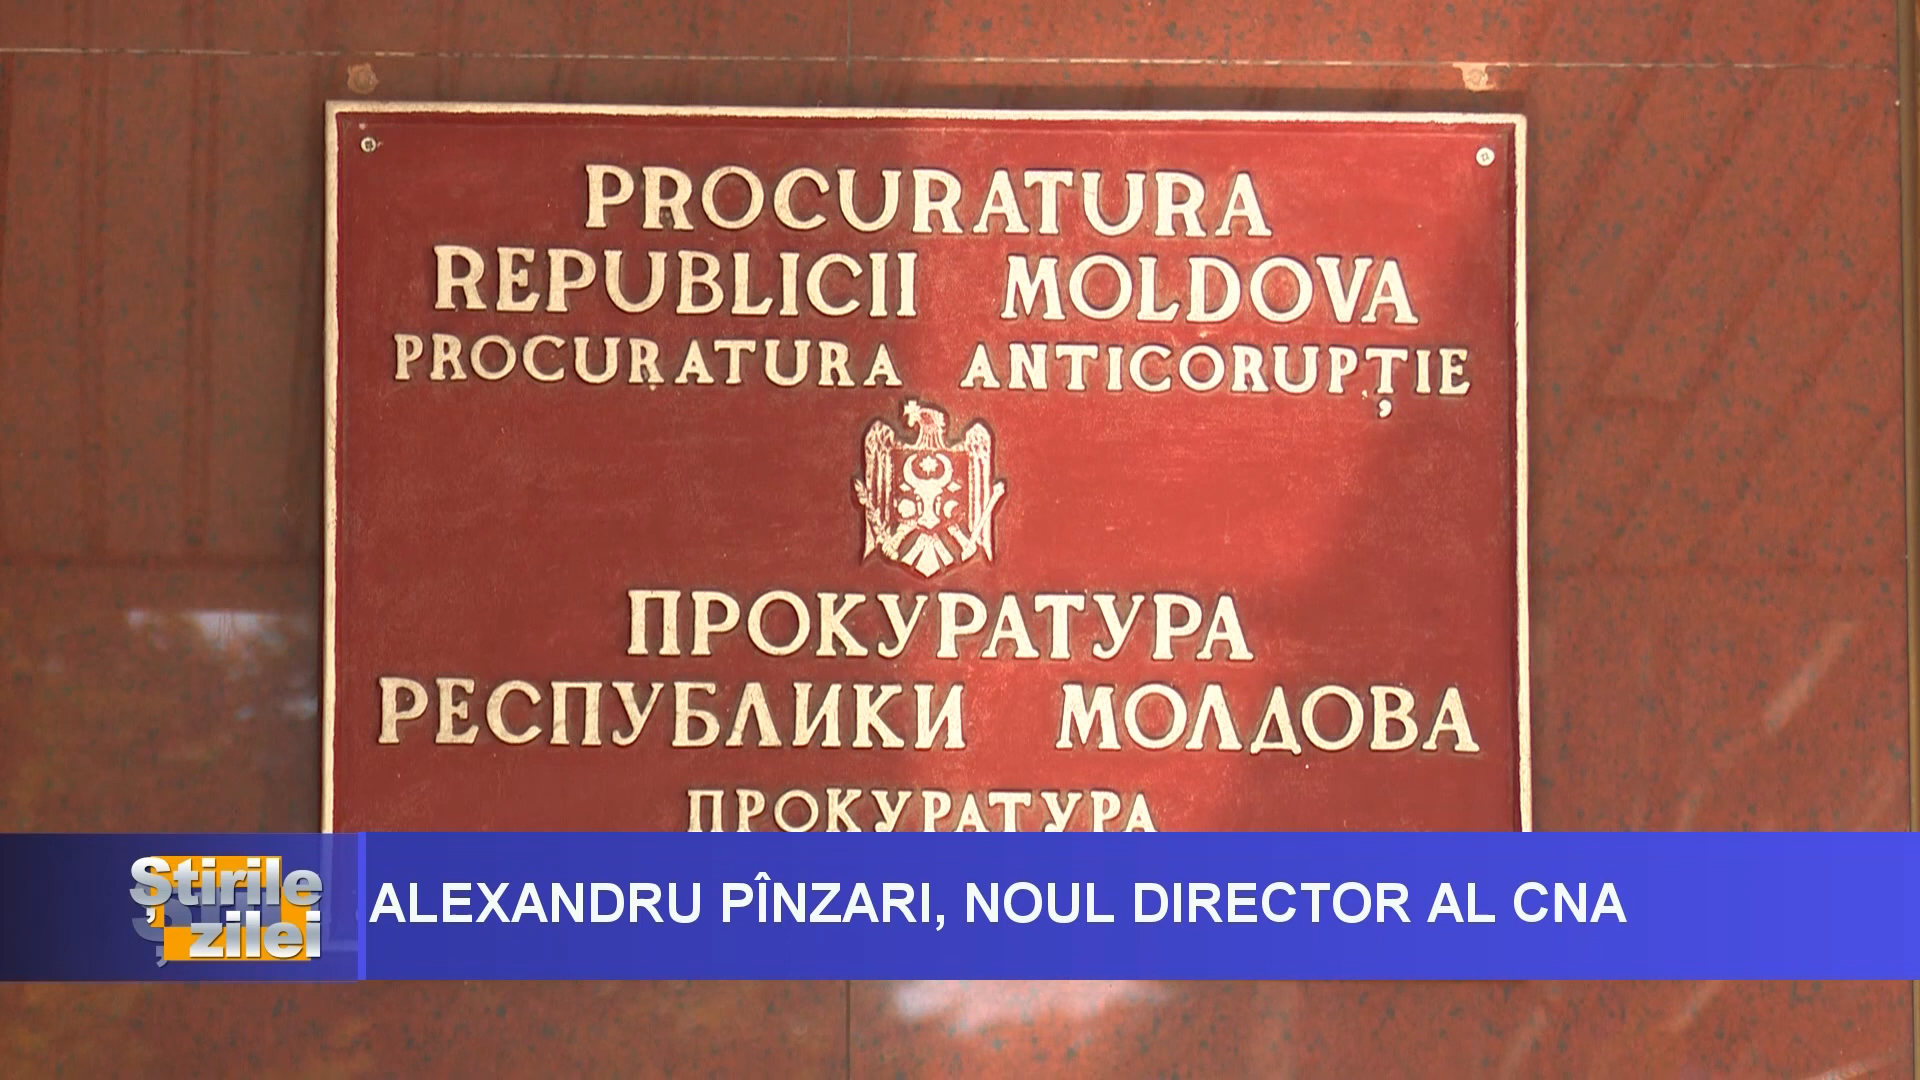 PROCURATURA
REPUBLICII MOLDOVA
PROCURATURA ANTICORUPȚIE
ПРОКУРАТУРА
РЕСПУБЛИКИ МОЛДОВА
ПРОКУРАТУРА
Știrile
zilei
ALEXANDRU PÎNZARI, NOUL DIRECTOR AL CNA